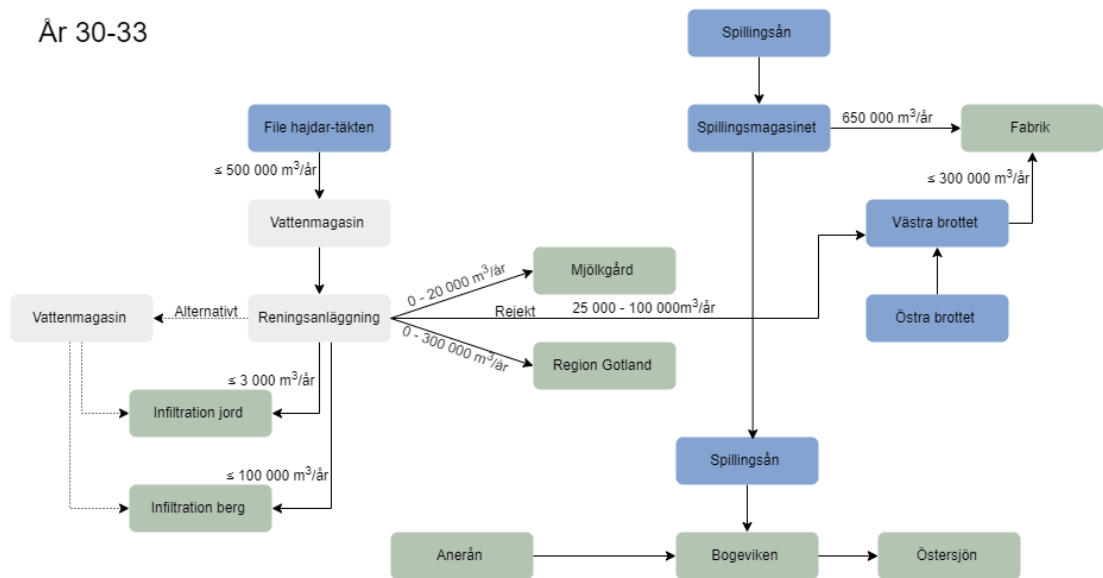 År 30-33
Spillingsån
File hajdar-täkten
Spillingsmagasinet
650 000 m³/år
Fabrik
≤ 500 000 m³/år
≤ 300 000 m³/år
Vattenmagasin
Västra brottet
0 - 20 000 m³/år
Mjölkgård
Vattenmagasin
Alternativt
Reningsanläggning
Rejekt
25 000 - 100 000m³/år
Östra brottet
0 - 300 000 m³/år
Region Gotland
≤ 3 000 m³/år
Infiltration jord
Spillingsån
≤ 100 000 m³/år
Infiltration berg
Anerån
Bogeviken
Östersjön